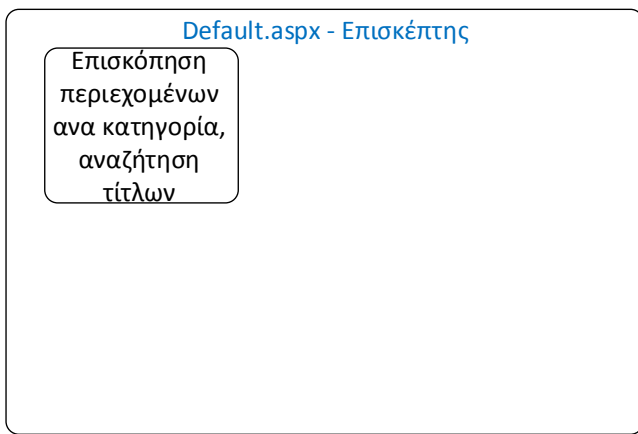 Default.aspx - Επισκέπτης
Επισκόπηση
περιεχομένων
ανα κατηγορία,
αναζήτηση
τίτλων